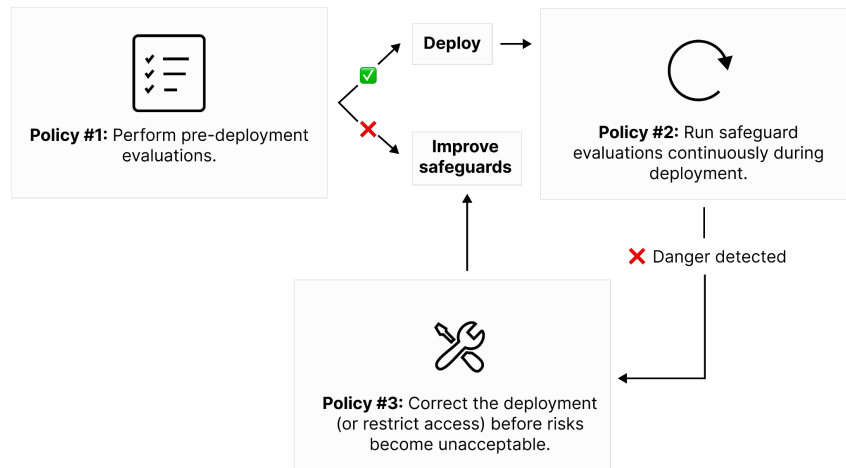 Policy #1: Perform pre-deployment
evaluations.
Deploy
Improve
safeguards
Policy #2: Run safeguard
evaluations continuously during
deployment.
Danger detected
Policy #3: Correct the deployment
(or restrict access) before risks
become unacceptable.